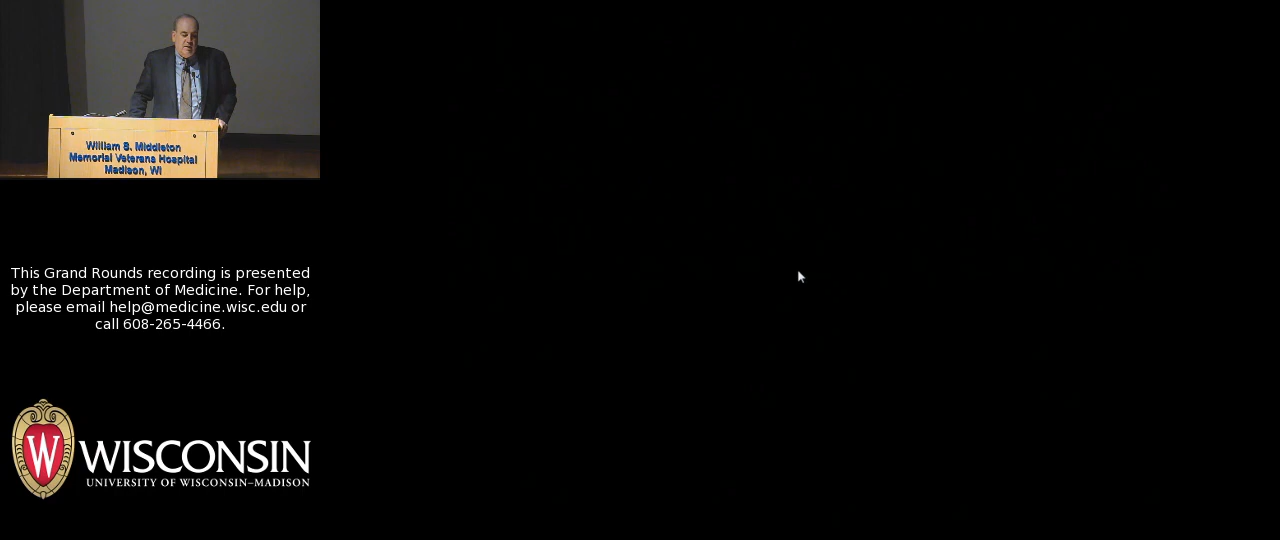 William S. Middleton
Memorial Veterans Hospital
Madison, WI
This Grand Rounds recording is presented
by the Department of Medicine. For help,
please email help@medicine.wisc.edu or
call 608-265-4466.
W
WISCONSIN
UNIVERSITY OF WISCONSIN–MADISON